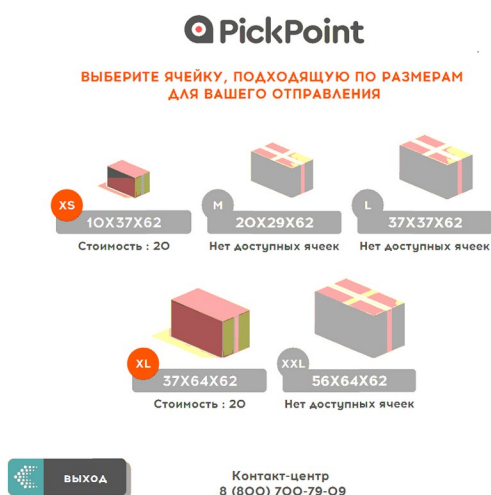 PickPoint
ВЫБЕРИТЕ ЯЧЕЙКУ, ПОДХОДЯЩУЮ ПО РАЗМЕРАМ
ДЛЯ ВАШЕГО ОТПРАВЛЕНИЯ
XS
10X37X62
Стоимость : 20
M
20X29X62
Нет доступных ячеек
L
37X37X62
Нет доступных ячеек
XL
37X64X62
Стоимость : 20
XXL
56X64X62
Нет доступных ячеек
ВЫХОД
Контакт-центр
8 (800) 700-79-09